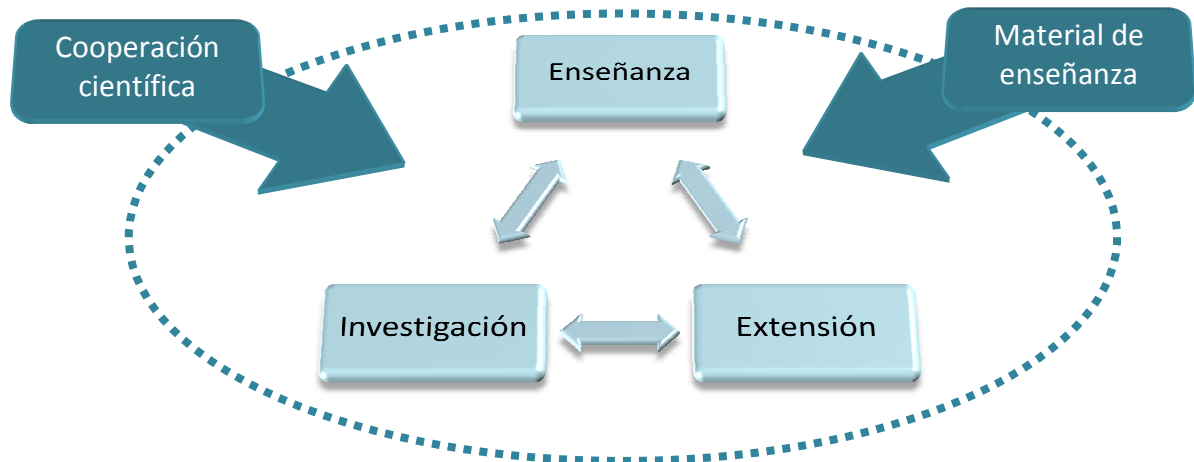 Cooperación
científica
Material de
enseñanza
Enseñanza
Investigación
Extensión